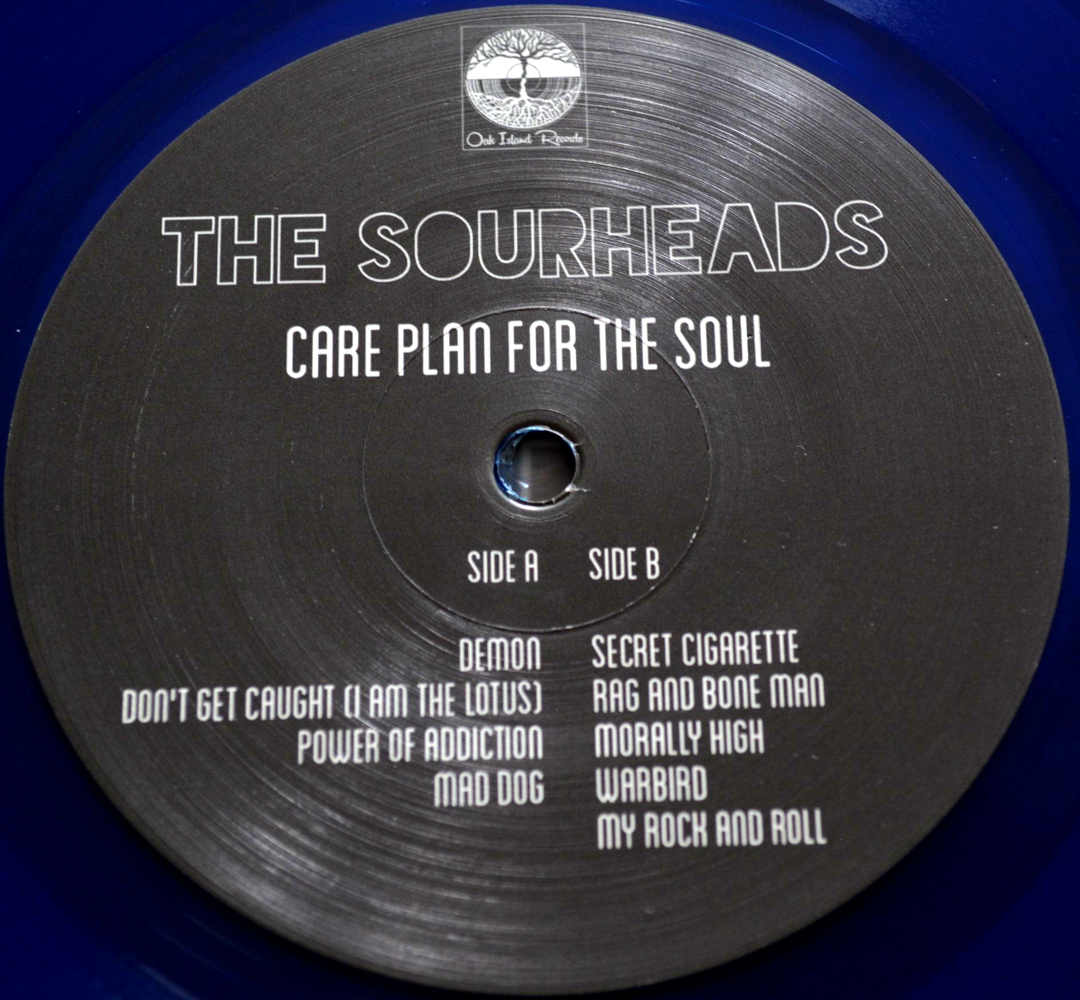 Oak Island Records
THE SOURHEADS
CARE PLAN FOR THE SOUL
SIDE A
DEMON
DON'T GET CAUGHT (I AM THE LOTUS)
POWER OF ADDICTION
MAD DOG
SIDE B
SECRET CIGARETTE
RAG AND BONE MAN
MORALLY HIGH
WARBIRD
MY ROCK AND ROLL